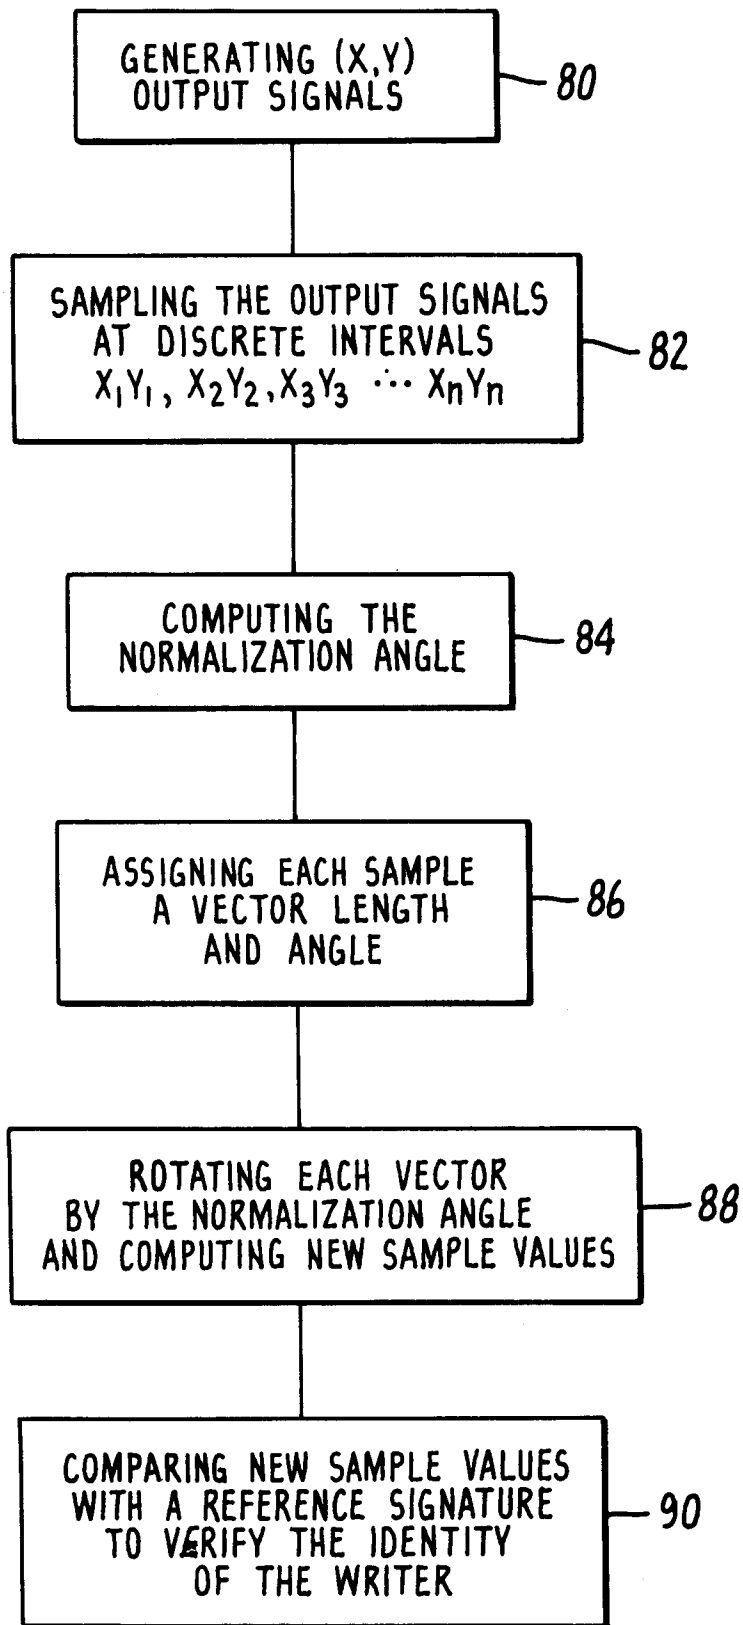 GENERATING (X,Y)
OUTPUT SIGNALS
80
SAMPLING THE OUTPUT SIGNALS
AT DISCRETE INTERVALS
X₁Y₁, X₂Y₂, X₃Y₃ ··· XnYn
82
COMPUTING THE
NORMALIZATION ANGLE
84
ASSIGNING EACH SAMPLE
A VECTOR LENGTH
AND ANGLE
86
ROTATING EACH VECTOR
BY THE NORMALIZATION ANGLE
AND COMPUTING NEW SAMPLE VALUES
88
COMPARING NEW SAMPLE VALUES
WITH A REFERENCE SIGNATURE
TO VERIFY THE IDENTITY
OF THE WRITER
90